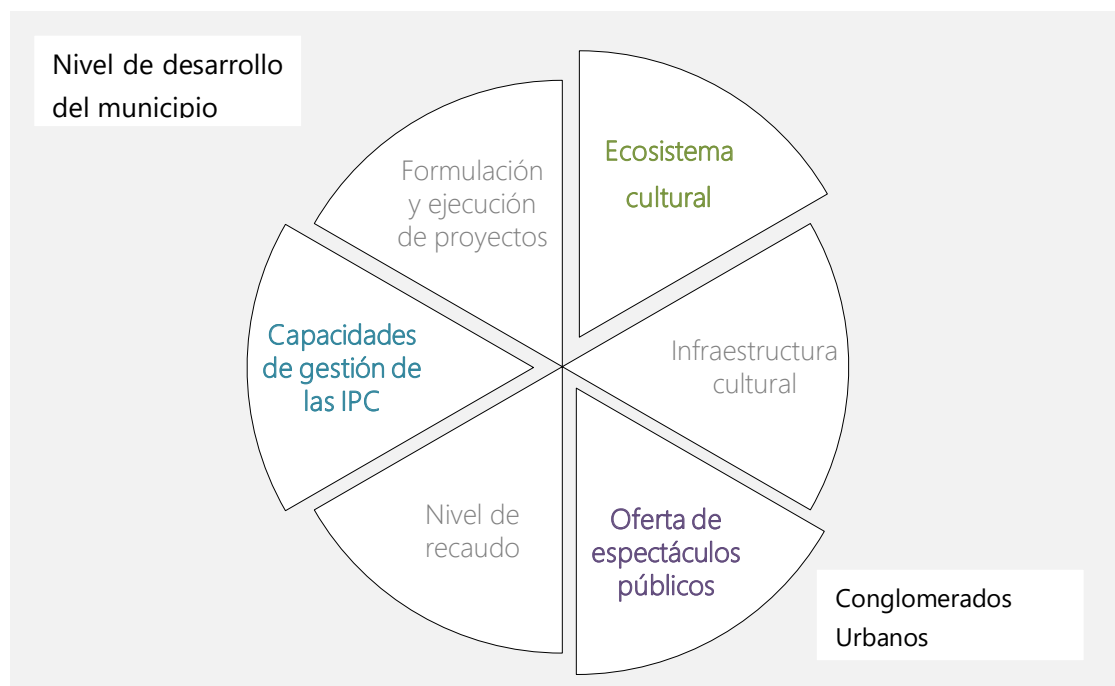 Nivel de desarrollo
del municipio
Ecosistema
cultural
Formulación
y ejecución
de proyectos
Capacidades
de gestión de
las IPC
Infraestructura
cultural
Nivel de
recaudo
Oferta de
espectáculos
públicos
Conglomerados
Urbanos